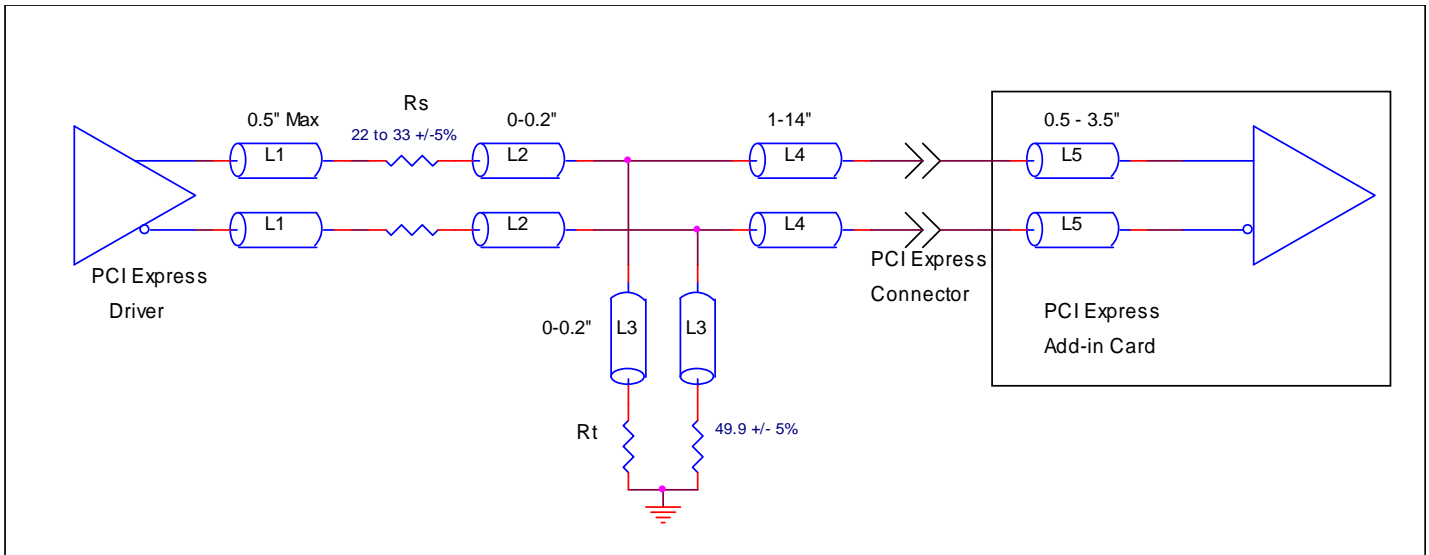 Rs
0.5" Max
22 to 33 +/-5%
0-0.2"
1-14"
0.5 - 3.5"
L1
L2
L4
L5
L1
L2
L4
L5
PCI Express
Driver
PCI Express
Connector
0-0.2"
L3
L3
PCI Express
Add-in Card
Rt
49.9 +/- 5%